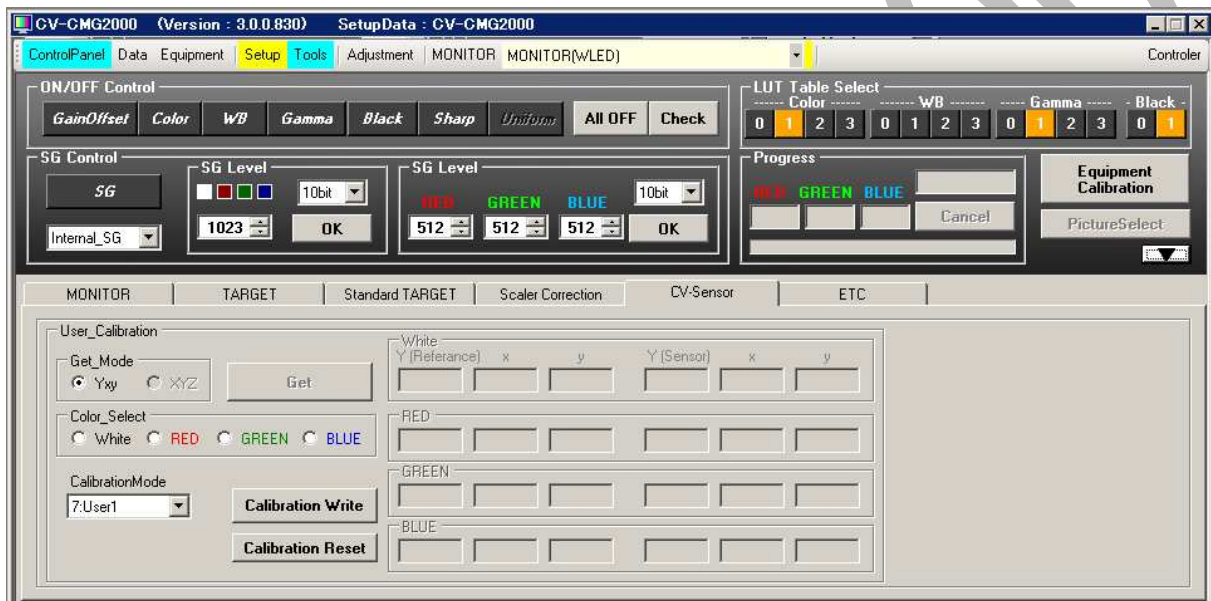 CV-CMG2000 (Version : 3.0.0.830) SetupData : CV-CMG2000
ControlPanel Data Equipment Setup Tools Adjustment MONITOR MONITOR(WLED) Controler
ON/OFF Control
GainOffset Color WB Gamma Black Sharp Uniform All OFF Check
LUT Table Select
------ Color ------ ------- WB ------- ----- Gamma ----- - Black -
0 1 2 3 0 1 2 3 0 1 2 3 0 1
SG Control
SG
Internal_SG
SG Level
10bit
1023 OK
SG Level
RED GREEN BLUE 10bit
512 512 512 OK
Progress
RED GREEN BLUE
Cancel
Equipment
Calibration
PictureSelect
MONITOR TARGET Standard TARGET Scaler Correction CV-Sensor ETC
User_Calibration
Get_Mode
Yxy XYZ Get
Color_Select
White RED GREEN BLUE
CalibrationMode
7:User1 Calibration Write
Calibration Reset
White
Y (Referance) x y Y (Sensor) x y
RED
GREEN
BLUE